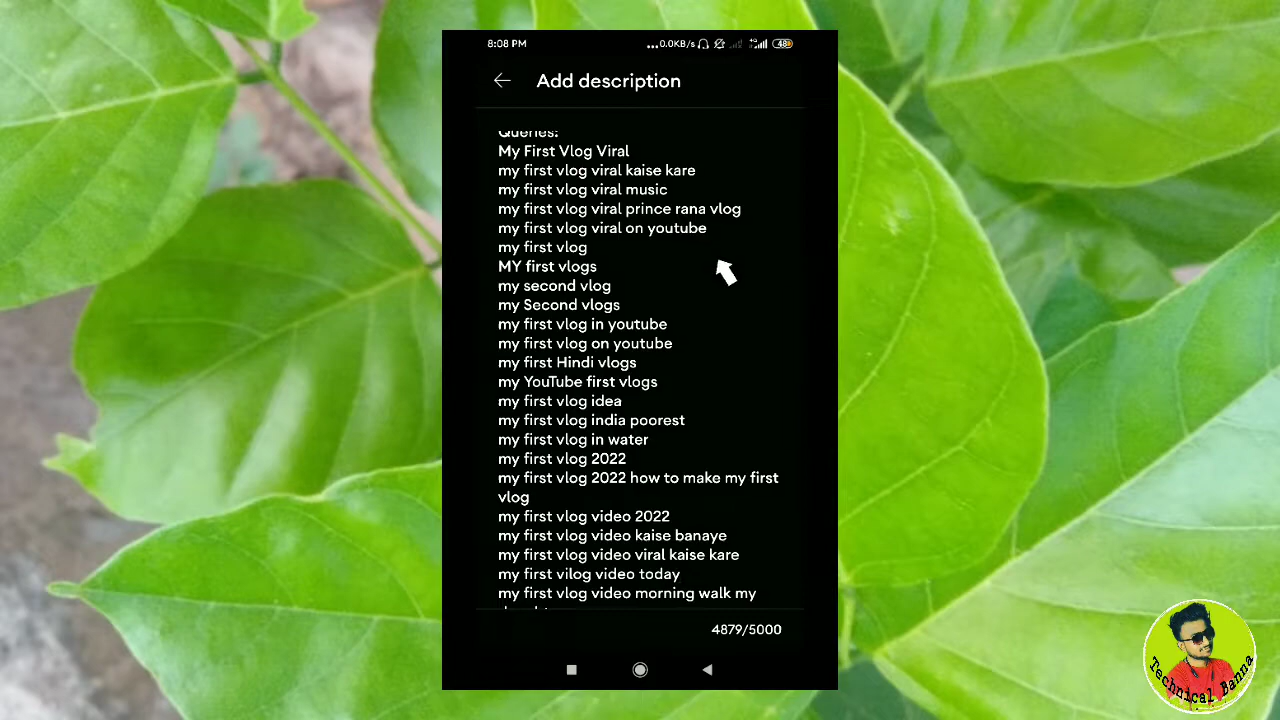 8:08 PM
...0.0KB/s 4G 48
Add description
Queries:
My First Vlog Viral
my first vlog viral kaise kare
my first vlog viral music
my first vlog viral prince rana vlog
my first vlog viral on youtube
my first vlog
MY first vlogs
my second vlog
my Second vlogs
my first vlog in youtube
my first vlog on youtube
my first Hindi vlogs
my YouTube first vlogs
my first vlog idea
my first vlog india poorest
my first vlog in water
my first vlog 2022
my first vlog 2022 how to make my first
vlog
my first vlog video 2022
my first vlog video kaise banaye
my first vlog video viral kaise kare
my first vilog video today
my first vlog video morning walk my
4879/5000
Technical Banna